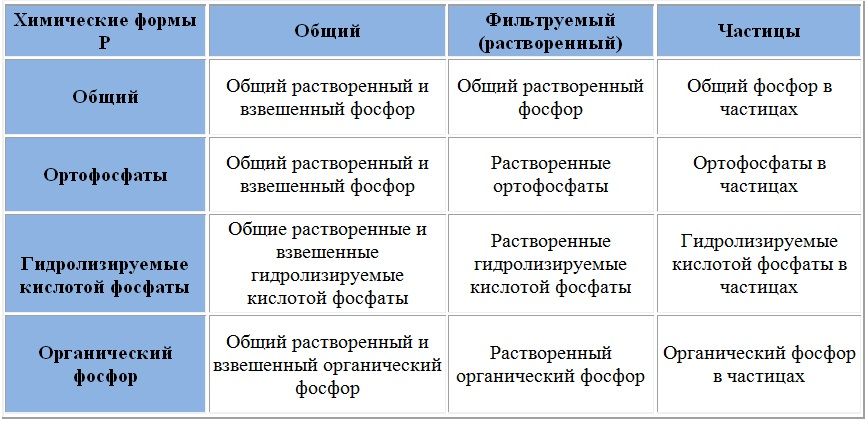 Химические формы
Р
Общий
Фильтруемый
(растворенный)
Частицы
Общий
Общий растворенный и
взвешенный фосфор
Общий растворенный
фосфор
Общий фосфор в
частицах
Ортофосфаты
Общий растворенный и
взвешенный фосфор
Растворенные
ортофосфаты
Ортофосфаты в
частицах
Гидролизируемые
кислотой фосфаты
Общие растворенные и
взвешенные
гидролизируемые
кислотой фосфаты
Растворенные
гидролизируемые
кислотой фосфаты
Гидролизируемые
кислотой фосфаты в
частицах
Органический
фосфор
Общий растворенный и
взвешенный органический
фосфор
Растворенный
органический фосфор
Органический фосфор
в частицах